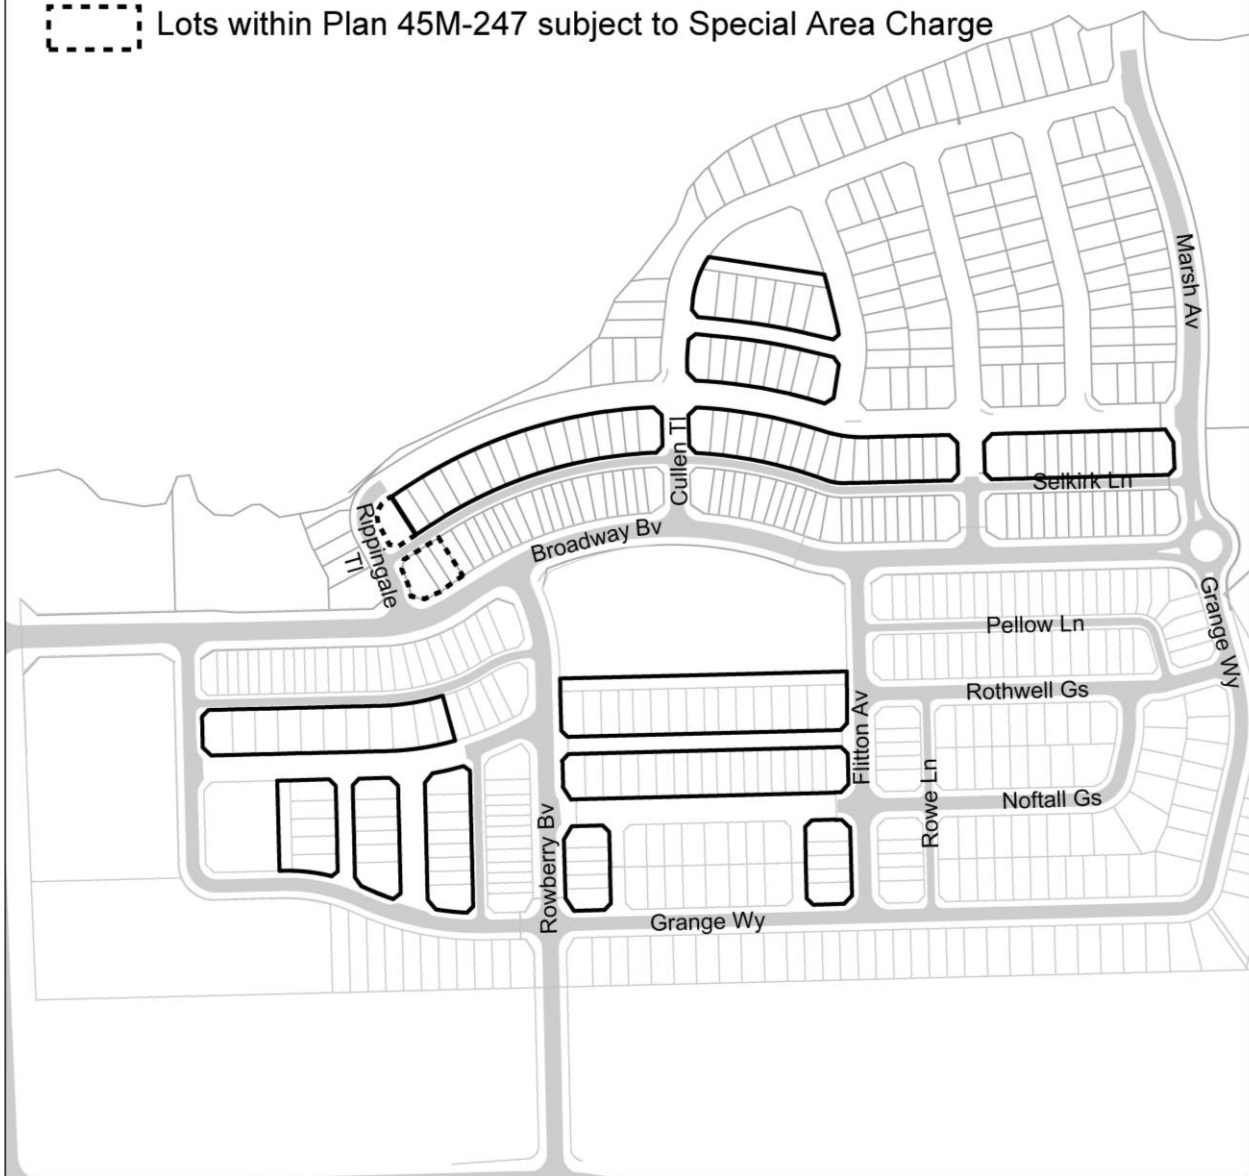 Lots within Plan 45M-247 subject to Special Area Charge
Marsh Av
Cullen Tl
Selkirk Ln
Rippingale
Tl
Broadway Bv
Grange Wy
Pellow Ln
Rothwell Gs
Flitton Av
Rowe Ln
Noftall Gs
Rowberry Bv
Grange Wy